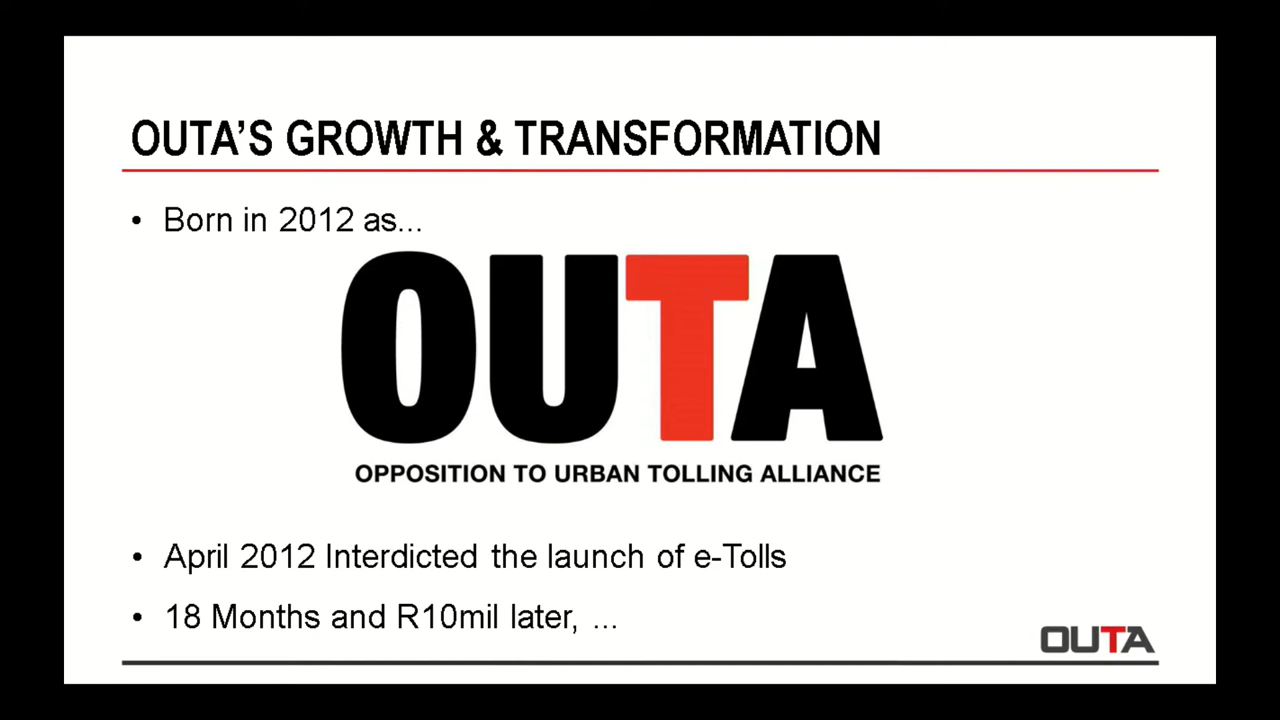 OUTA'S GROWTH & TRANSFORMATION
• Born in 2012 as...
OUTA
OPPOSITION TO URBAN TOLLING ALLIANCE
• April 2012 Interdicted the launch of e-Tolls
• 18 Months and R10mil later, ...
OUTA